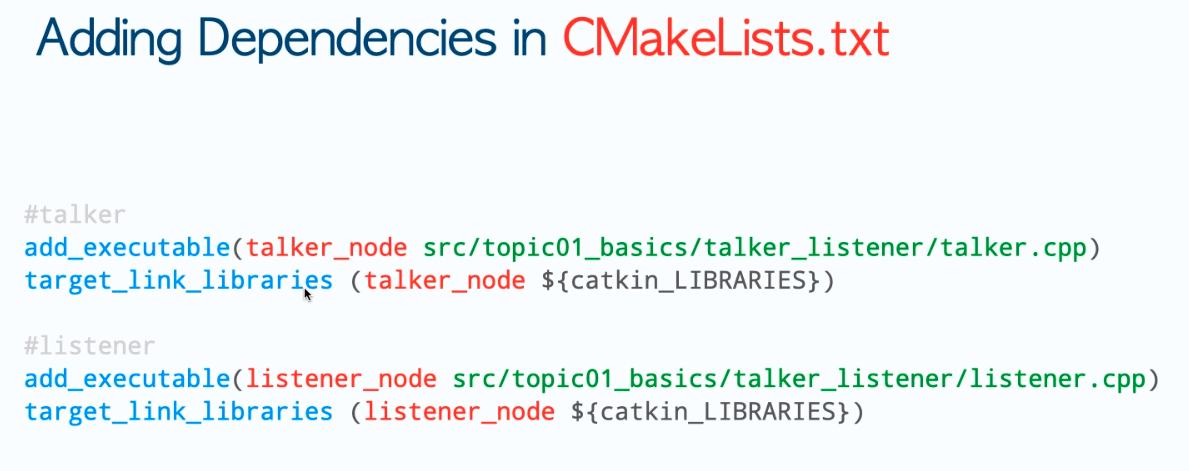 Adding Dependencies in CMakeLists.txt
#talker
add_executable(talker_node src/topic01_basics/talker_listener/talker.cpp)
target_link_libraries (talker_node ${catkin_LIBRARIES})
#listener
add_executable(listener_node src/topic01_basics/talker_listener/listener.cpp)
target_link_libraries (listener_node ${catkin_LIBRARIES})